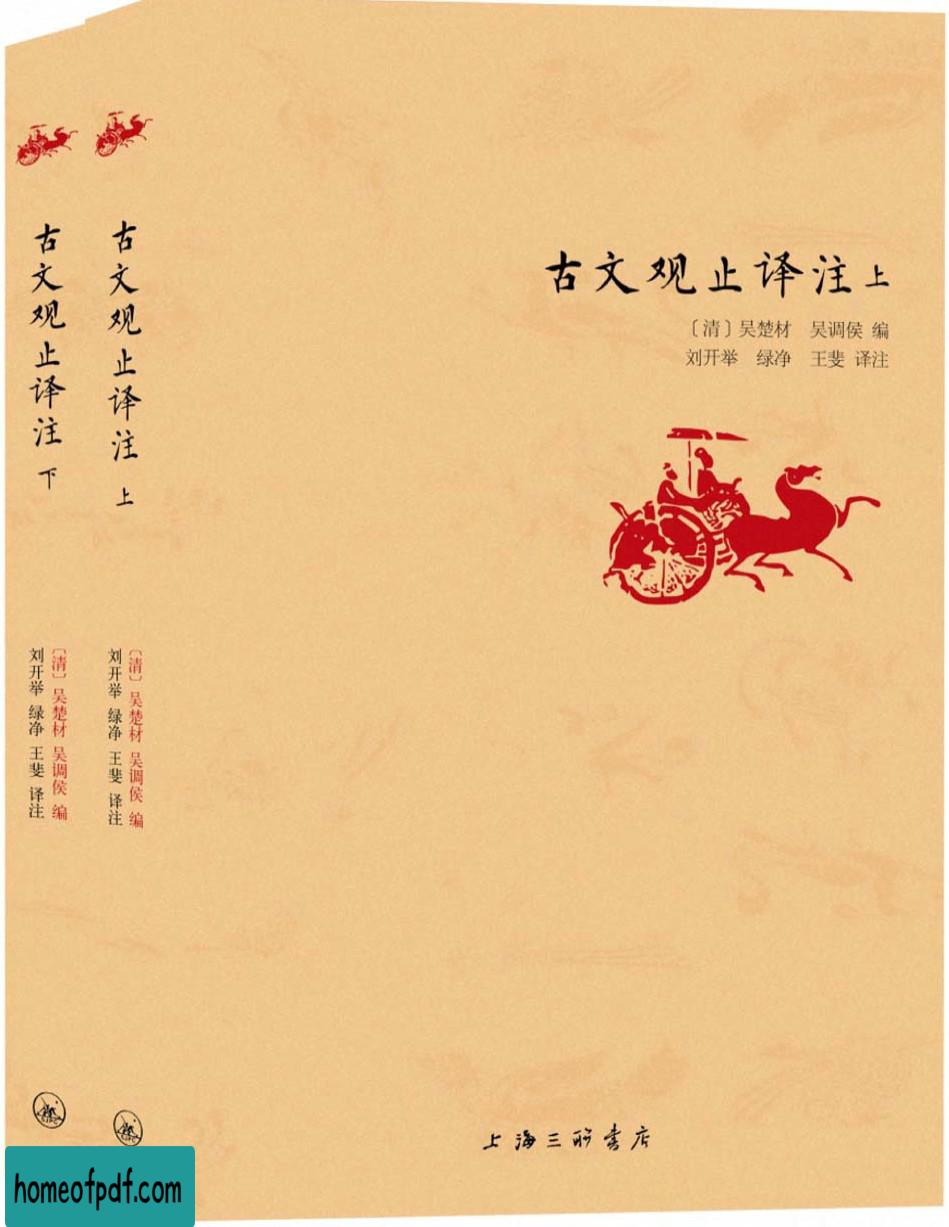 古文观止译注 上
〔清〕吴楚材 吴调侯 编
刘开举 绿净 王斐 译注
上海三联书店
古文观止译注 上
〔清〕吴楚材 吴调侯 编
刘开举 绿净 王斐 译注
古文观止译注 下
〔清〕吴楚材 吴调侯 编
刘开举 绿净 王斐 译注
homeofpdf.com